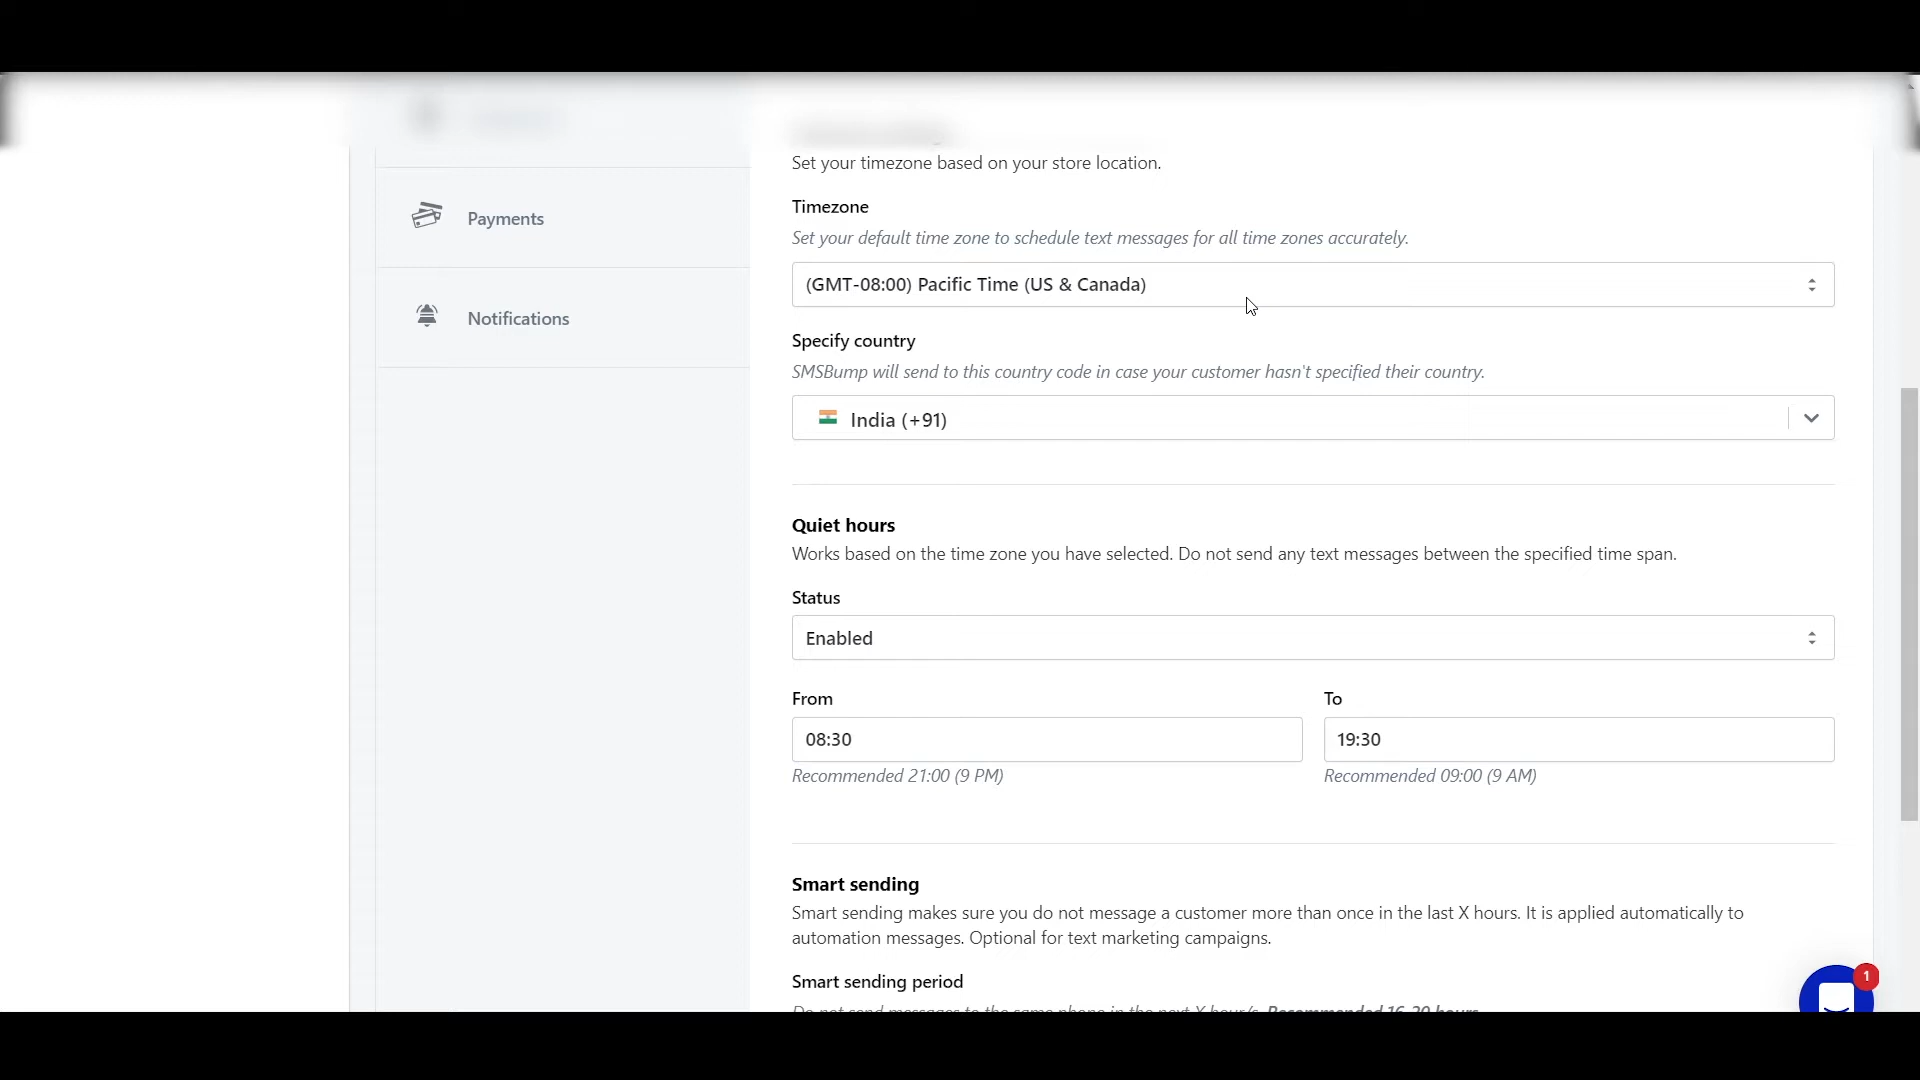 Set your timezone based on your store location.
Payments
Timezone
Set your default time zone to schedule text messages for all time zones accurately.
(GMT-08:00) Pacific Time (US & Canada)
Notifications
Specify country
SMSBump will send to this country code in case your customer hasn't specified their country.
India (+91)
Quiet hours
Works based on the time zone you have selected. Do not send any text messages between the specified time span.
Status
Enabled
From
To
08:30
19:30
Recommended 21:00 (9 PM)
Recommended 09:00 (9 AM)
Smart sending
Smart sending makes sure you do not message a customer more than once in the last X hours. It is applied automatically to
automation messages. Optional for text marketing campaigns.
Smart sending period
1
Do not send messages to the same phone in the next X hour/s. Recommended 16-20 hours.